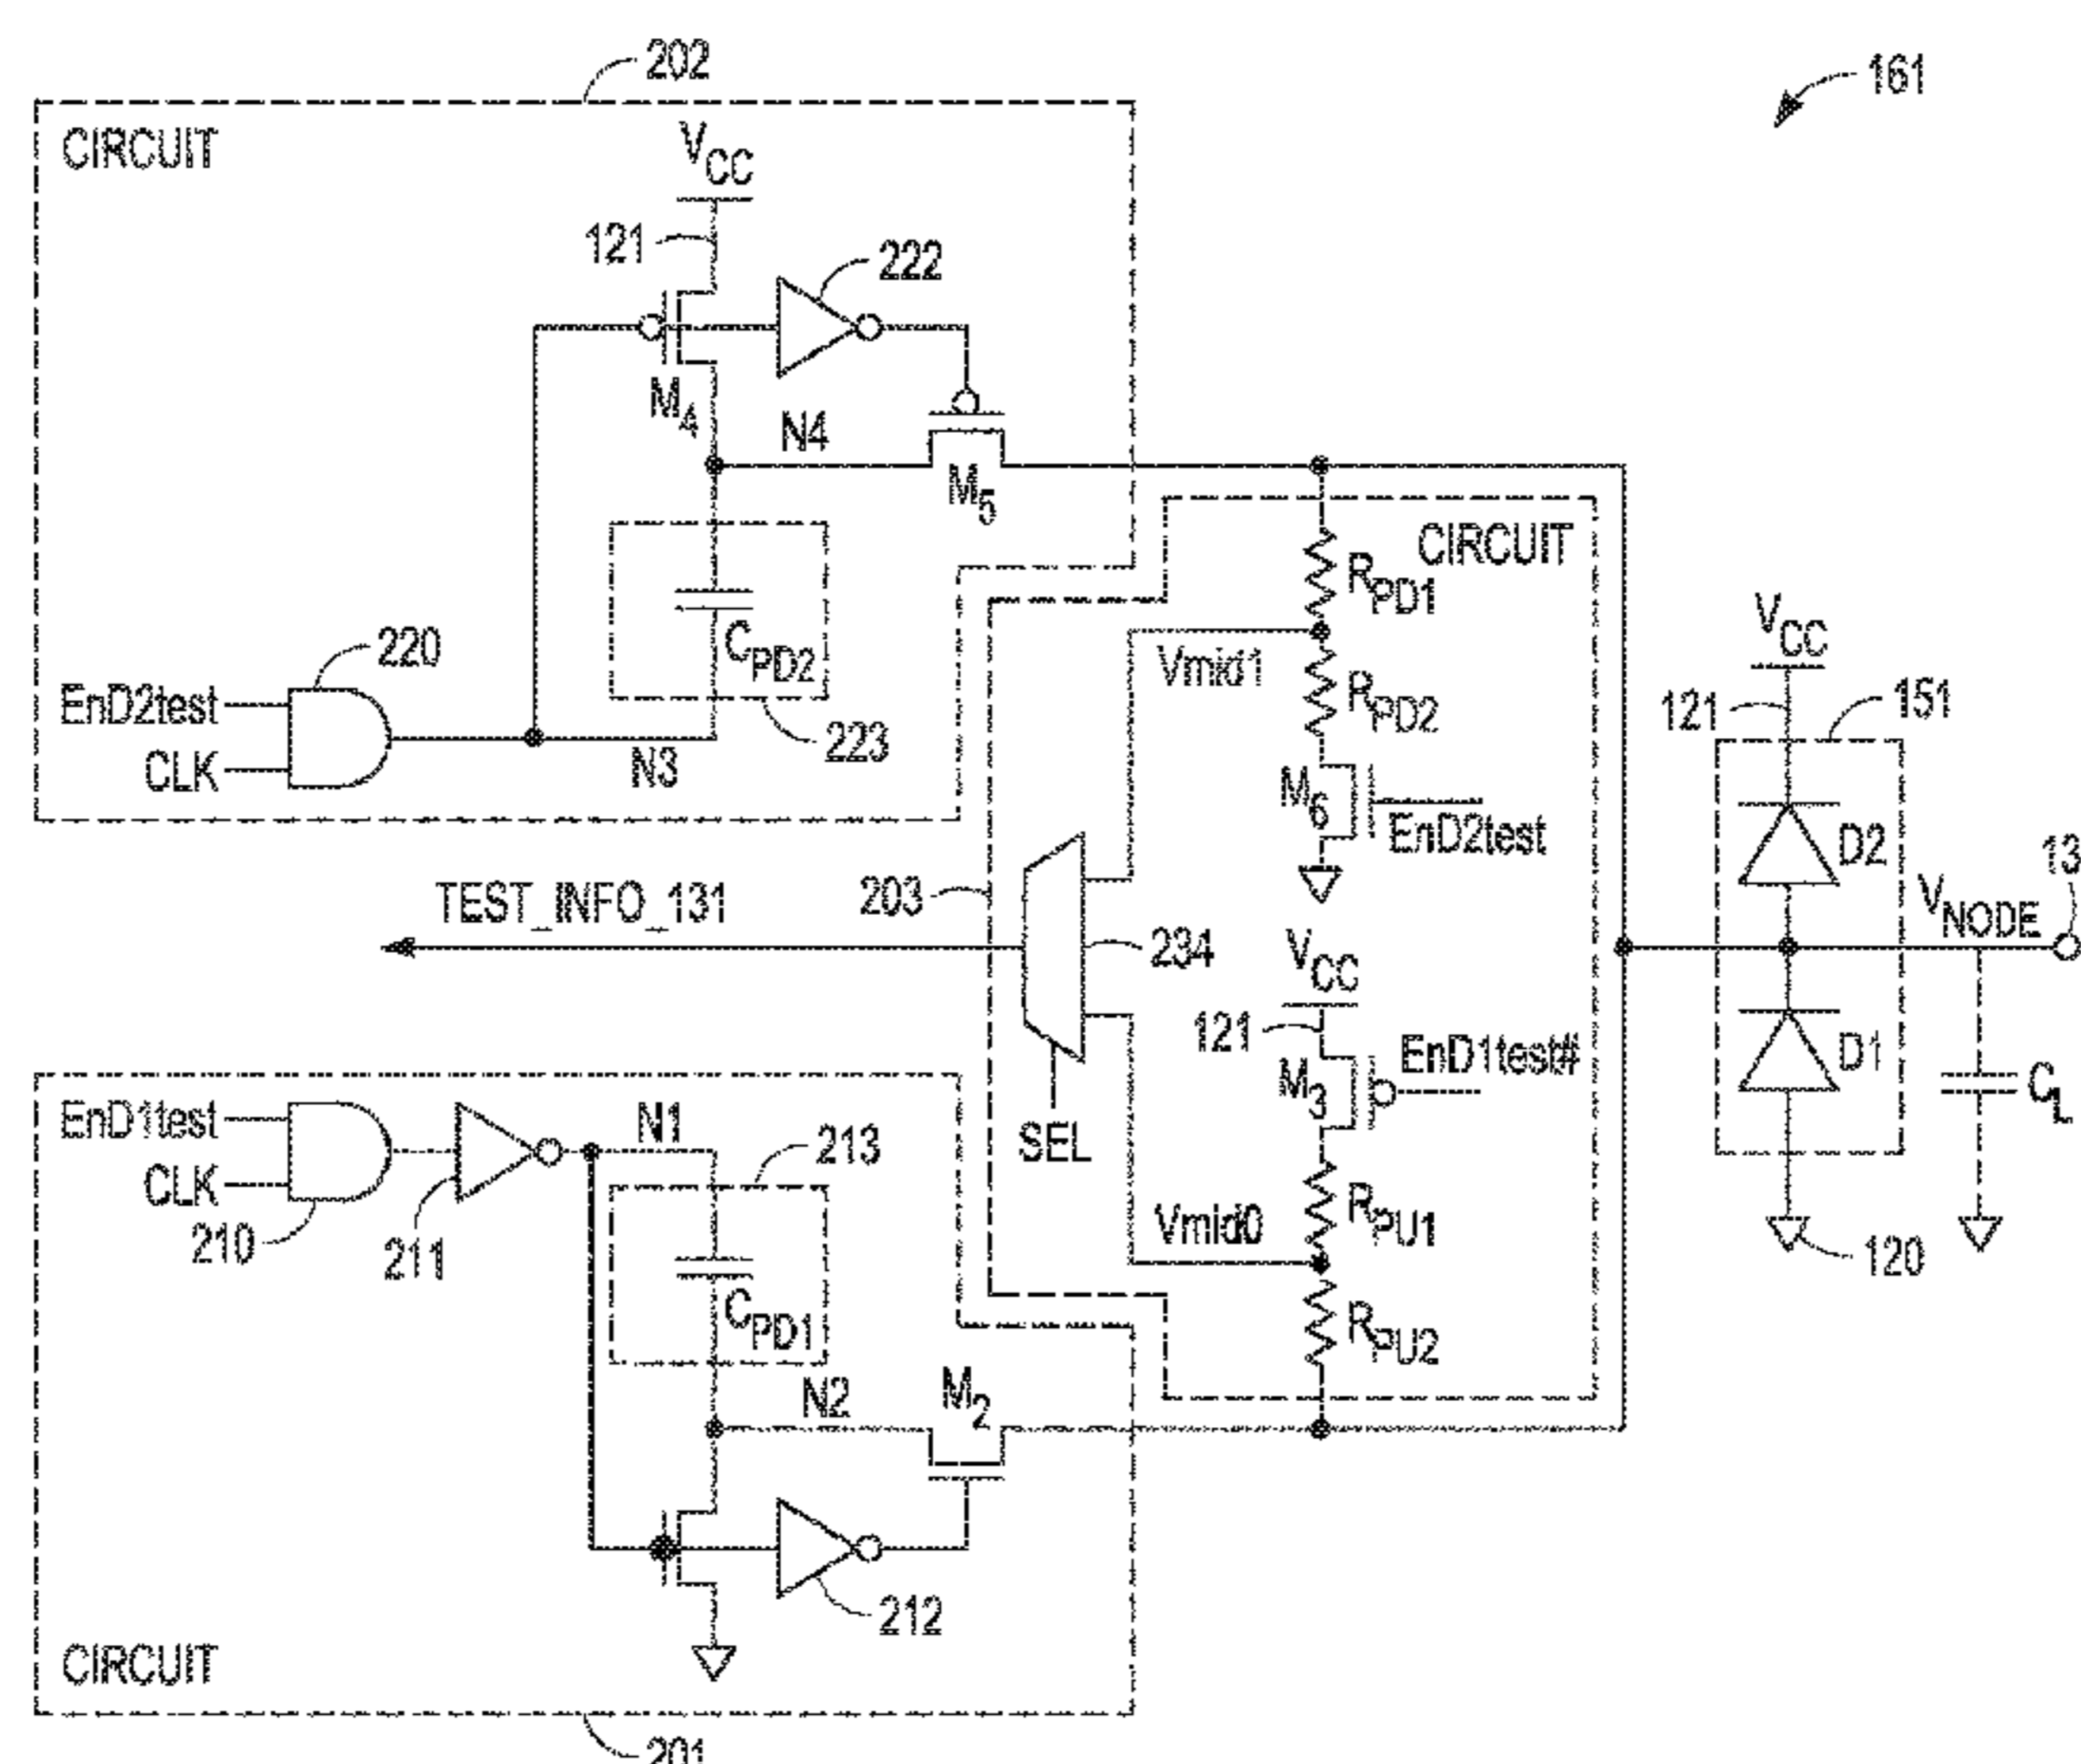 202
161
CIRCUIT
VCC
121
222
M4
N4
M5
CIRCUIT
RPD1
CPD2
Vmid1
RPD2
220
EnD2test
CLK
N3
223
M6
EnD2test
VCC
121
151
D2
VNODE
13
TEST_INFO_131
203
234
VCC
121
EnD1test#
M3
D1
CL
EnD1test
CLK
N1
213
SEL
210
211
Vmid0
RPU1
120
CPD1
RPU2
N2
M2
212
CIRCUIT
201